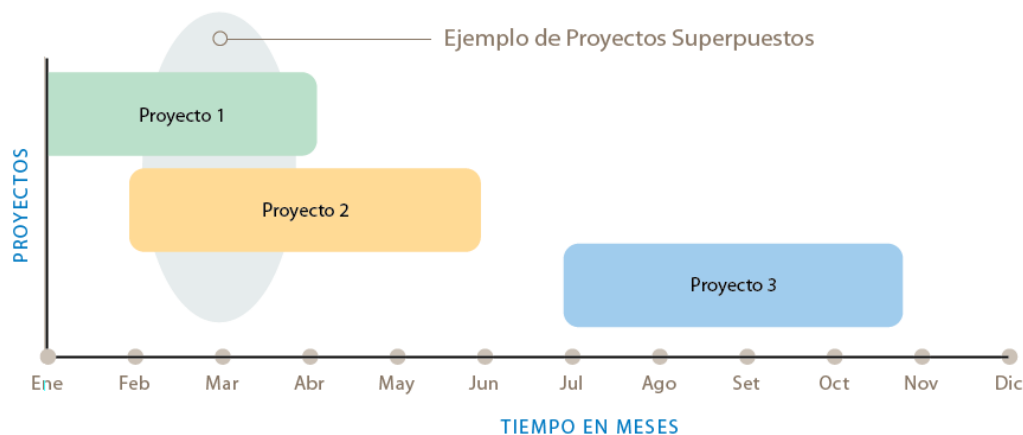 Ejemplo de Proyectos Superpuestos
Proyecto 1
Proyecto 2
Proyecto 3
PROYECTOS
Ene Feb Mar Abr May Jun Jul Ago Set Oct Nov Dic
TIEMPO EN MESES